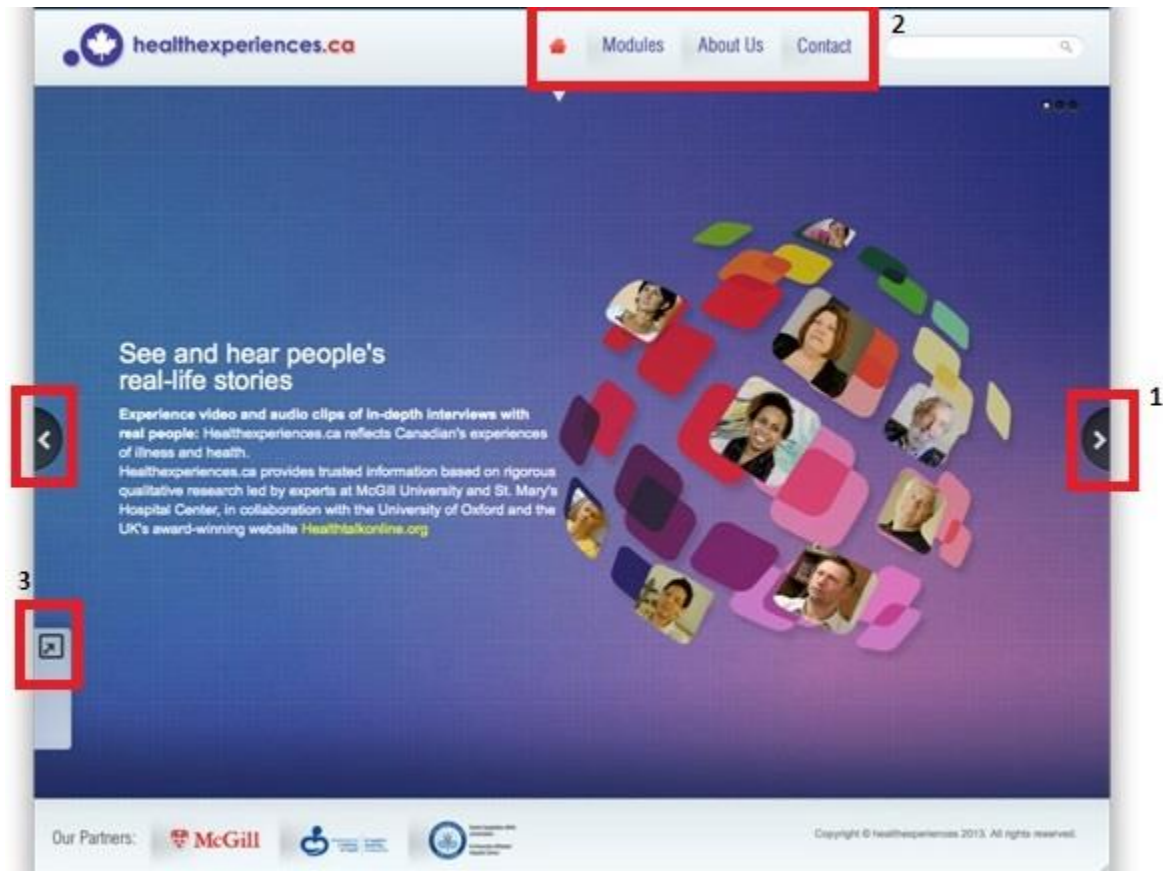 healthexperiences.ca
Modules About Us Contact
2
See and hear people's
real-life stories
Experience video and audio clips of in-depth interviews with
real people: Healthexperiences.ca reflects Canadian's experiences
of illness and health.
Healthexperiences.ca provides trusted information based on rigorous
qualitative research led by experts at McGill University and St. Mary's
Hospital Center, in collaboration with the University of Oxford and the
UK's award-winning website Healthtalkonline.org
1
3
Our Partners: McGill
Copyright © healthexperiences 2013. All rights reserved.